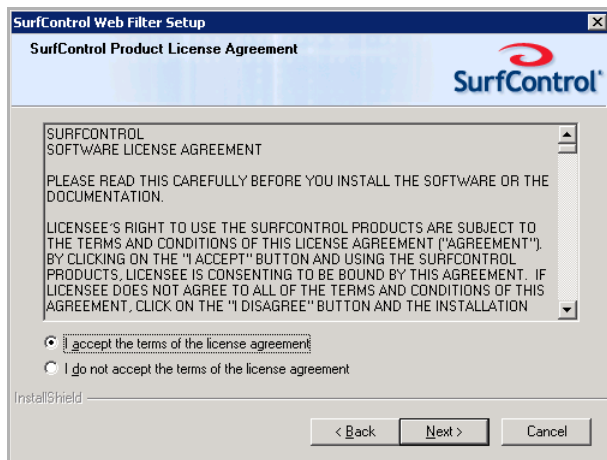 SurfControl Web Filter Setup
SurfControl Product License Agreement
SurfControl
SURFCONTROL
SOFTWARE LICENSE AGREEMENT
PLEASE READ THIS CAREFULLY BEFORE YOU INSTALL THE SOFTWARE OR THE
DOCUMENTATION.
LICENSEE'S RIGHT TO USE THE SURFCONTROL PRODUCTS ARE SUBJECT TO
THE TERMS AND CONDITIONS OF THIS LICENSE AGREEMENT ("AGREEMENT").
BY CLICKING ON THE "I ACCEPT" BUTTON AND USING THE SURFCONTROL
PRODUCTS, LICENSEE IS CONSENTING TO BE BOUND BY THIS AGREEMENT. IF
LICENSEE DOES NOT AGREE TO ALL OF THE TERMS AND CONDITIONS OF THIS
AGREEMENT, CLICK ON THE "I DISAGREE" BUTTON AND THE INSTALLATION
I accept the terms of the license agreement
I do not accept the terms of the license agreement
InstallShield
< Back Next > Cancel